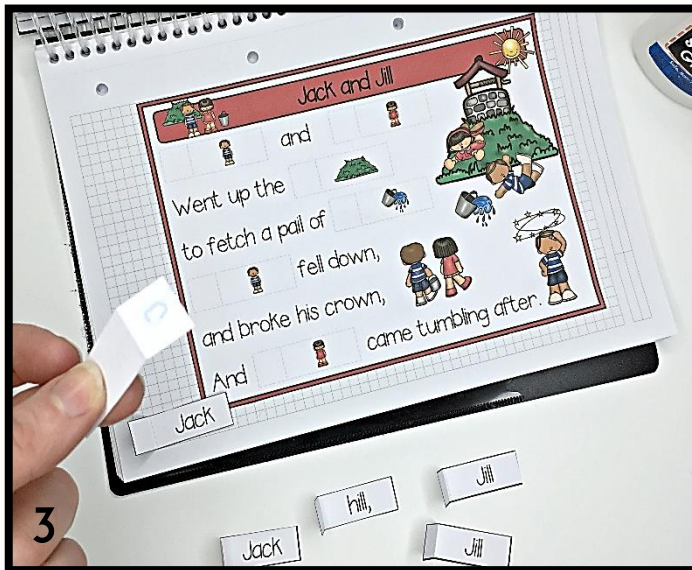 Jack and Jill
and
Went up the
to fetch a pail of
fell down,
and broke his crown,
And came tumbling after.
Jack
hill,
Jill
Jack
Jill
3